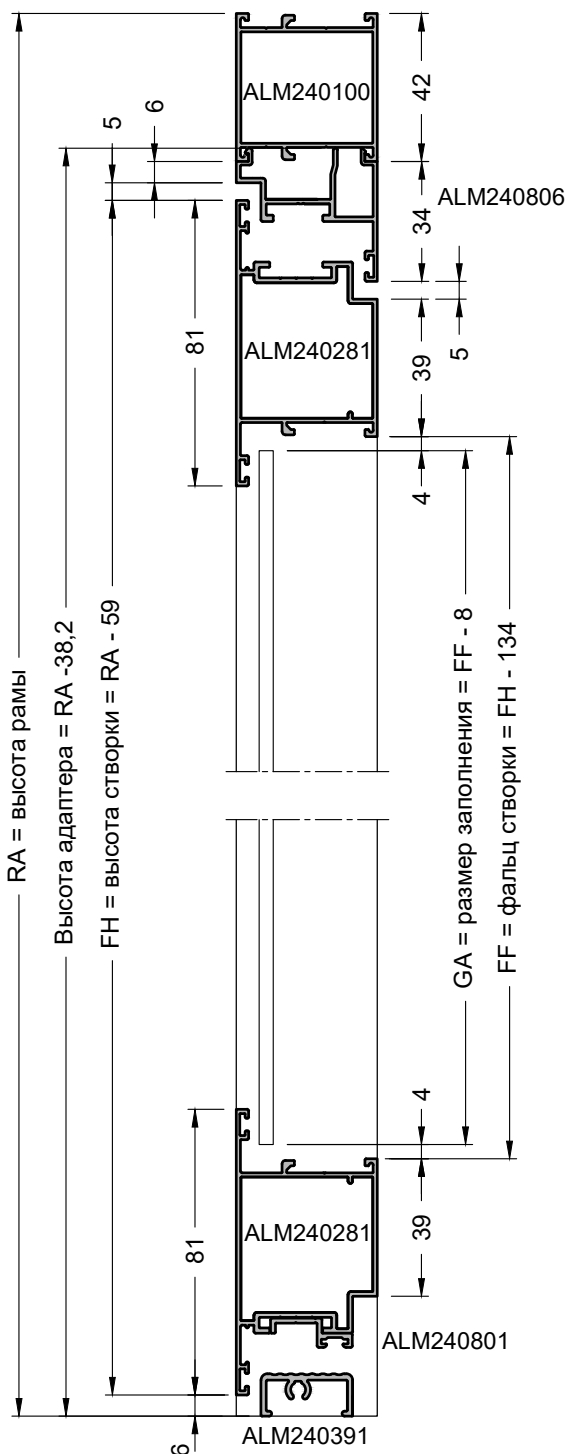 ALM240100
42
6
5
ALM240806
34
81
ALM240281
39
5
4
RA = высота рамы
Высота адаптера = RA -38,2
FH = высота створки = RA - 59
GA = размер заполнения = FF - 8
FF = фальц створки = FH - 134
4
81
ALM240281
39
ALM240801
6
ALM240391